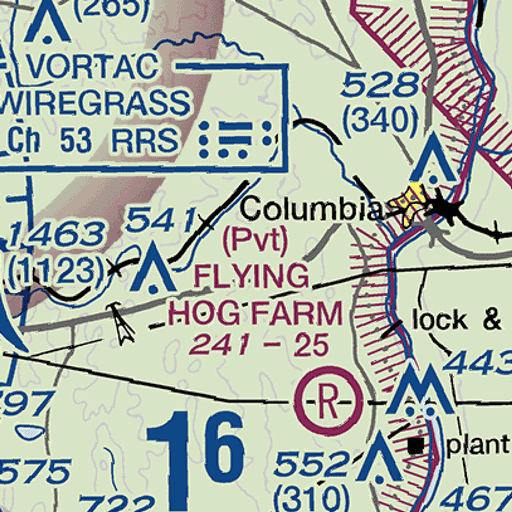 (265)
VORTAC
WIREGRASS
Ch 53 RRS
528
(340)
Columbia
541
1463
(1123)
(Pvt)
FLYING
HOG FARM
241 - 25
lock &
443
R
797
16
552
(310)
plant
575
722
467